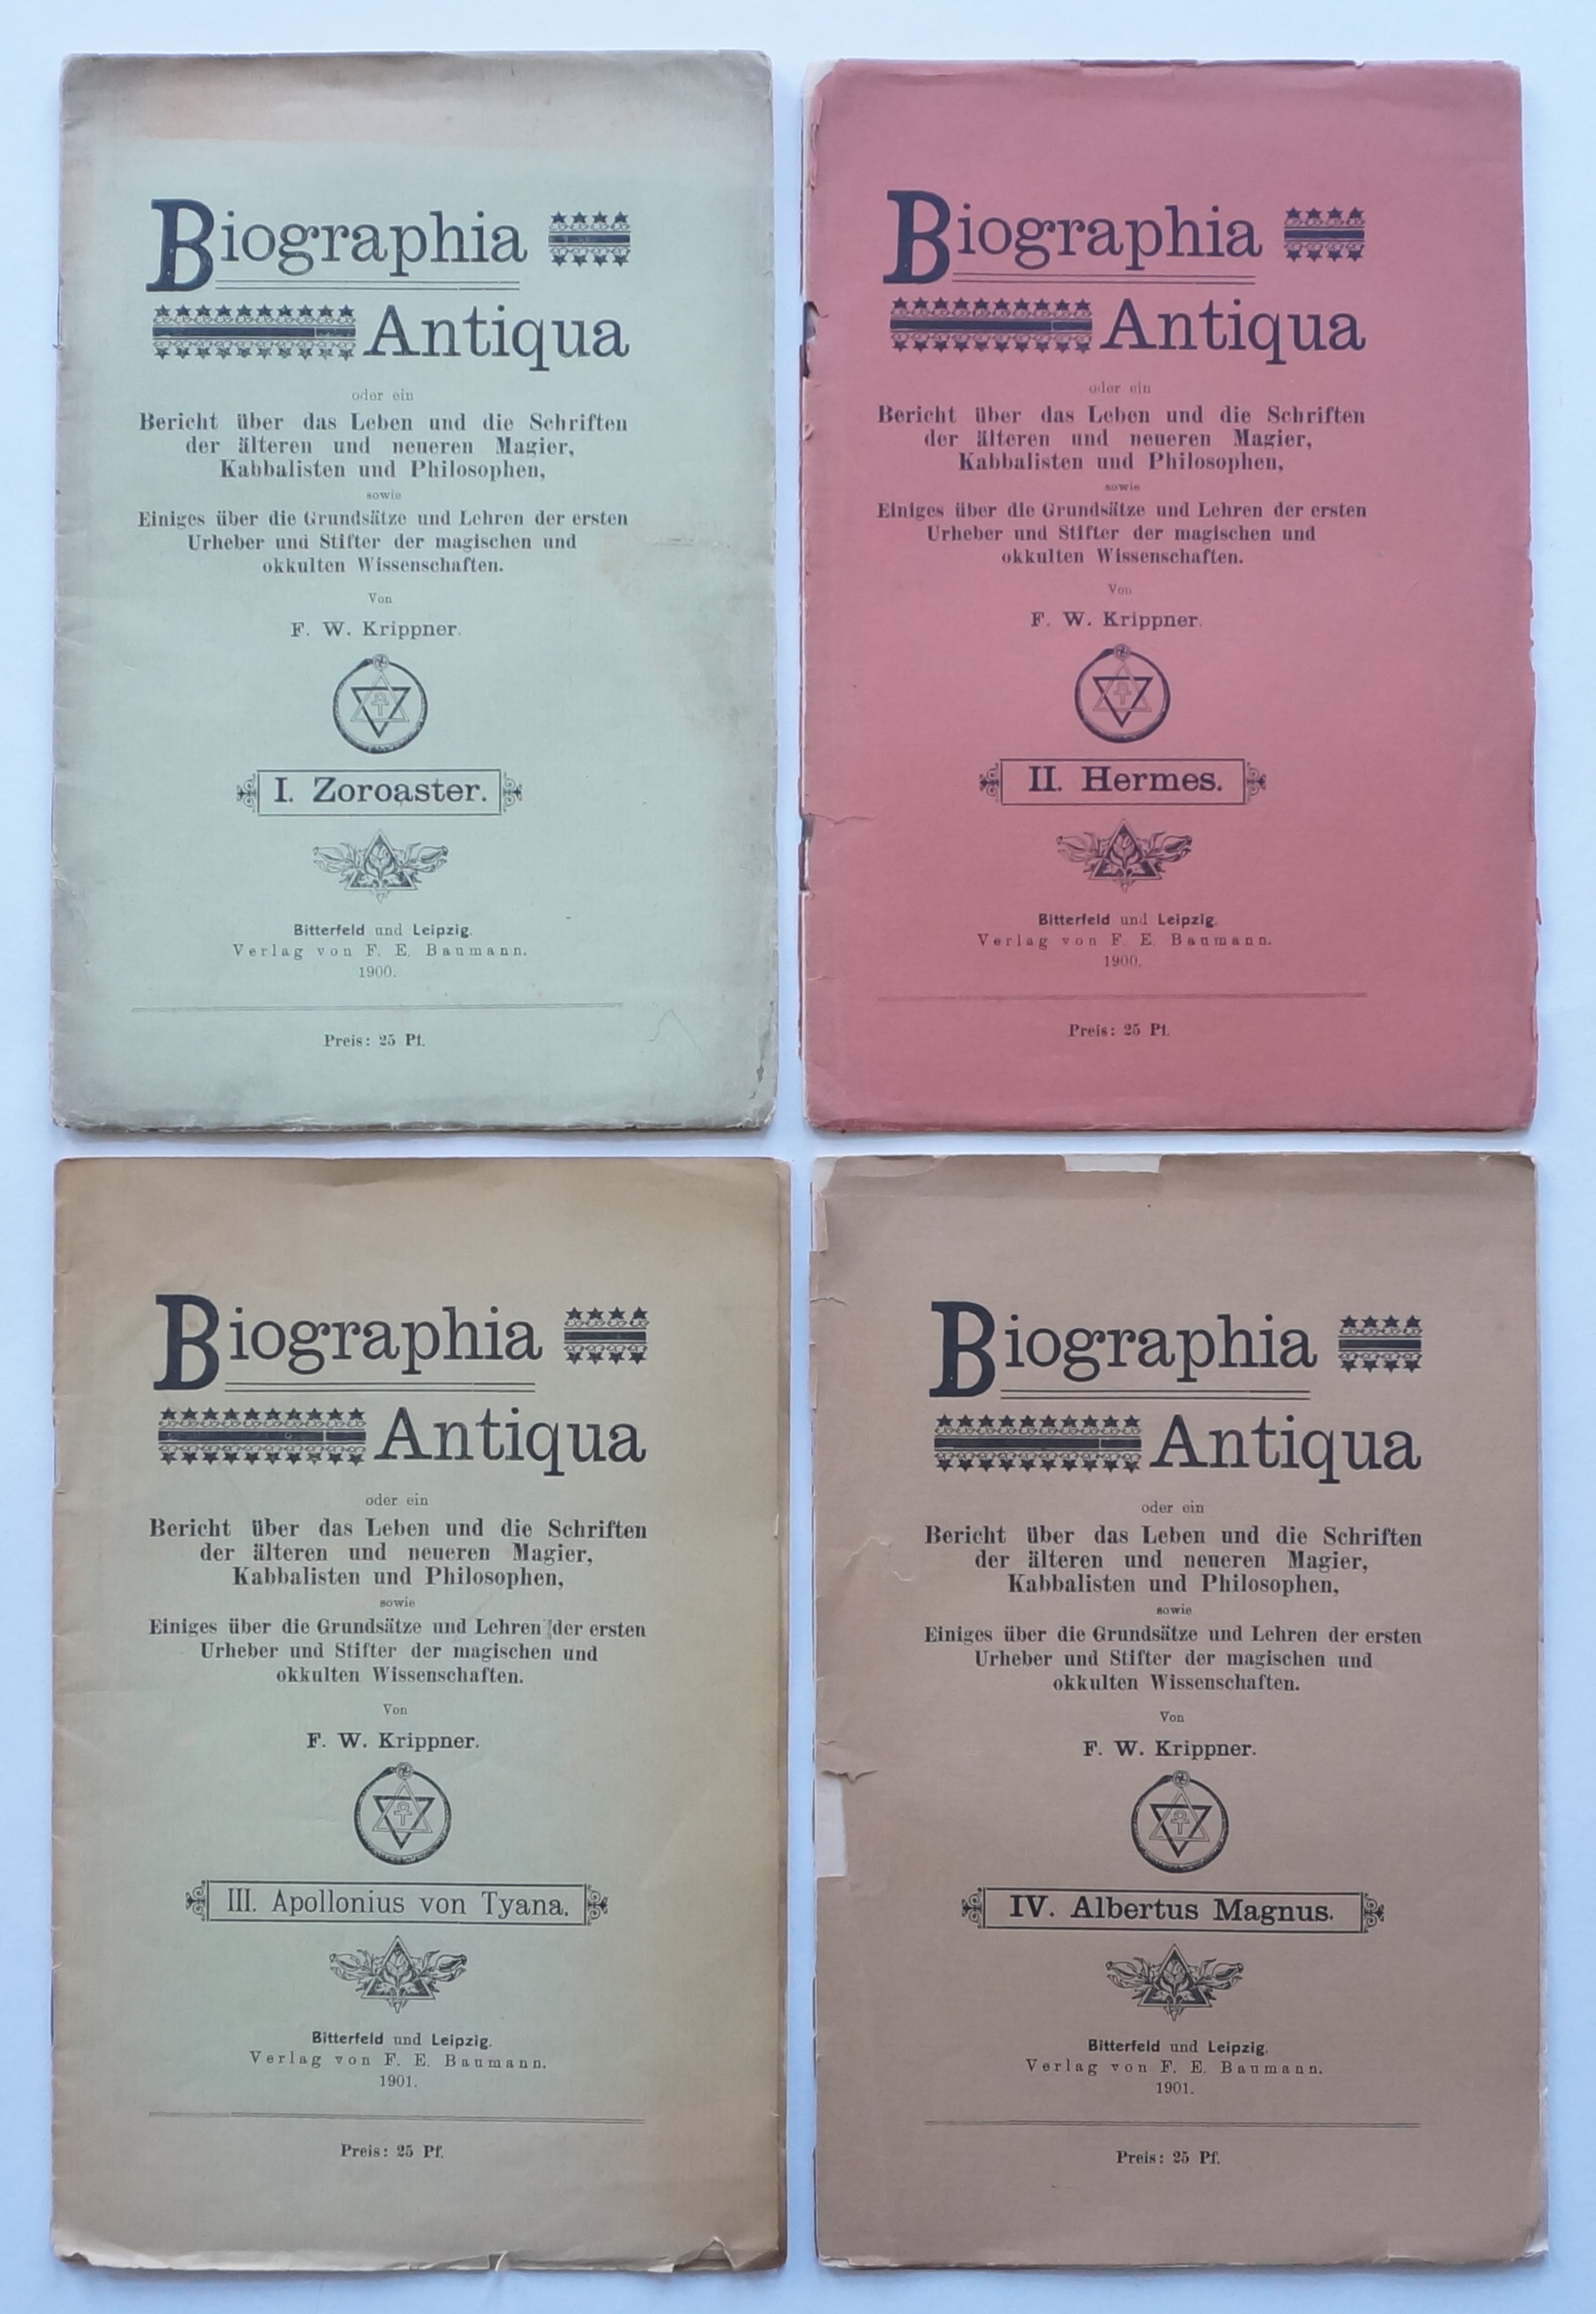 Biographia
Antiqua
oder ein
Bericht über das Leben und die Schriften
der älteren und neueren Magier,
Kabbalisten und Philosophen,
sowie
Einiges über die Grundsätze und Lehren der ersten
Urheber und Stifter der magischen und
okkulten Wissenschaften.
Von
F. W. Krippner.
I. Zoroaster.
Bitterfeld und Leipzig.
Verlag von F. E. Baumann.
1900.
Preis: 25 Pf.
Biographia
Antiqua
oder ein
Bericht über das Leben und die Schriften
der älteren und neueren Magier,
Kabbalisten und Philosophen,
sowie
Einiges über die Grundsätze und Lehren der ersten
Urheber und Stifter der magischen und
okkulten Wissenschaften.
Von
F. W. Krippner.
II. Hermes.
Bitterfeld und Leipzig.
Verlag von F. E. Baumann.
1900.
Preis: 25 Pf.
Biographia
Antiqua
oder ein
Bericht über das Leben und die Schriften
der älteren und neueren Magier,
Kabbalisten und Philosophen,
sowie
Einiges über die Grundsätze und Lehren der ersten
Urheber und Stifter der magischen und
okkulten Wissenschaften.
Von
F. W. Krippner.
III. Apollonius von Tyana.
Bitterfeld und Leipzig.
Verlag von F. E. Baumann.
1901.
Preis: 25 Pf.
Biographia
Antiqua
oder ein
Bericht über das Leben und die Schriften
der älteren und neueren Magier,
Kabbalisten und Philosophen,
sowie
Einiges über die Grundsätze und Lehren der ersten
Urheber und Stifter der magischen und
okkulten Wissenschaften.
Von
F. W. Krippner.
IV. Albertus Magnus.
Bitterfeld und Leipzig.
Verlag von F. E. Baumann.
1901.
Preis: 25 Pf.